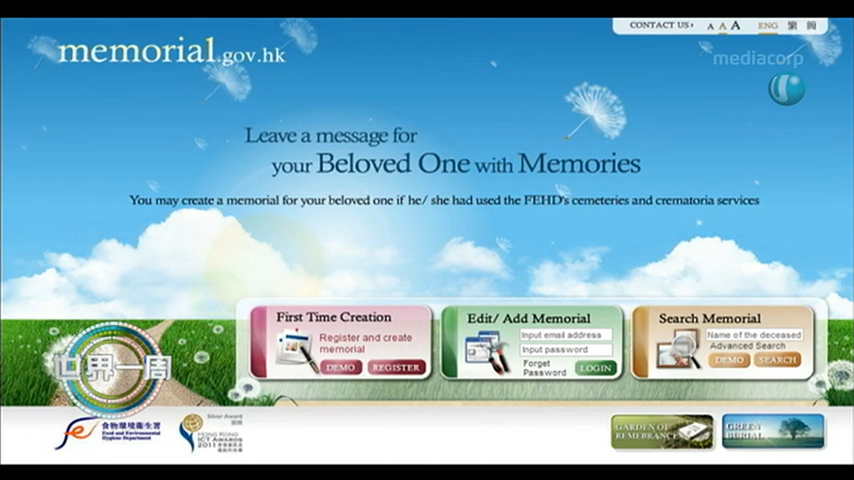 CONTACT US
A A A
ENG 繁 簡
memorial.gov.hk
mediacorp
Leave a message for
your Beloved One with Memories
You may create a memorial for your beloved one if he/ she had used the FEHD's cemeteries and crematoria services
First Time Creation
Register and create
memorial
DEMO
REGISTER
Edit/ Add Memorial
Input email address
Input password
Forget
Password
LOGIN
Search Memorial
Name of the deceased
Advanced Search
DEMO
SEARCH
世界一周
食物環境衞生署
Food and Environmental
Hygiene Department
Silver Award
HONG KONG
ICT AWARDS
2011
GARDEN OF
REMEMBRANCE
GREEN
BURIAL